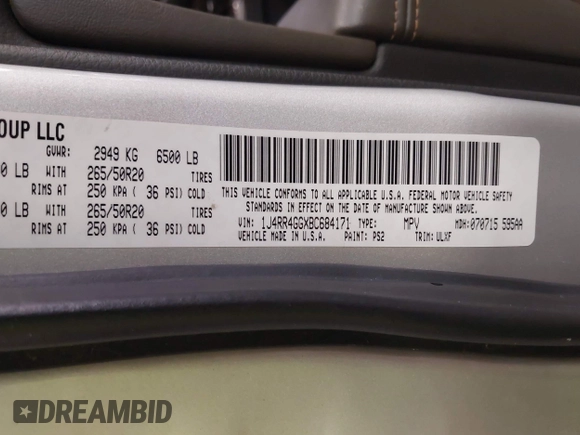 OUP LLC
GVWR: 2949 KG 6500 LB
0 LB WITH 265/50R20 TIRES
RIMS AT 250 KPA ( 36 PSI) COLD
0 LB WITH 265/50R20 TIRES
RIMS AT 250 KPA ( 36 PSI) COLD
THIS VEHICLE CONFORMS TO ALL APPLICABLE U.S.A. FEDERAL MOTOR VEHICLE SAFETY
STANDARDS IN EFFECT ON THE DATE OF MANUFACTURE SHOWN ABOVE.
VIN: 1J4RR4GGXBC684171 TYPE: MPV MDH: 070715 595AA
VEHICLE MADE IN U.S.A. PAINT: PS2 TRIM: ULXF
DREAMBID